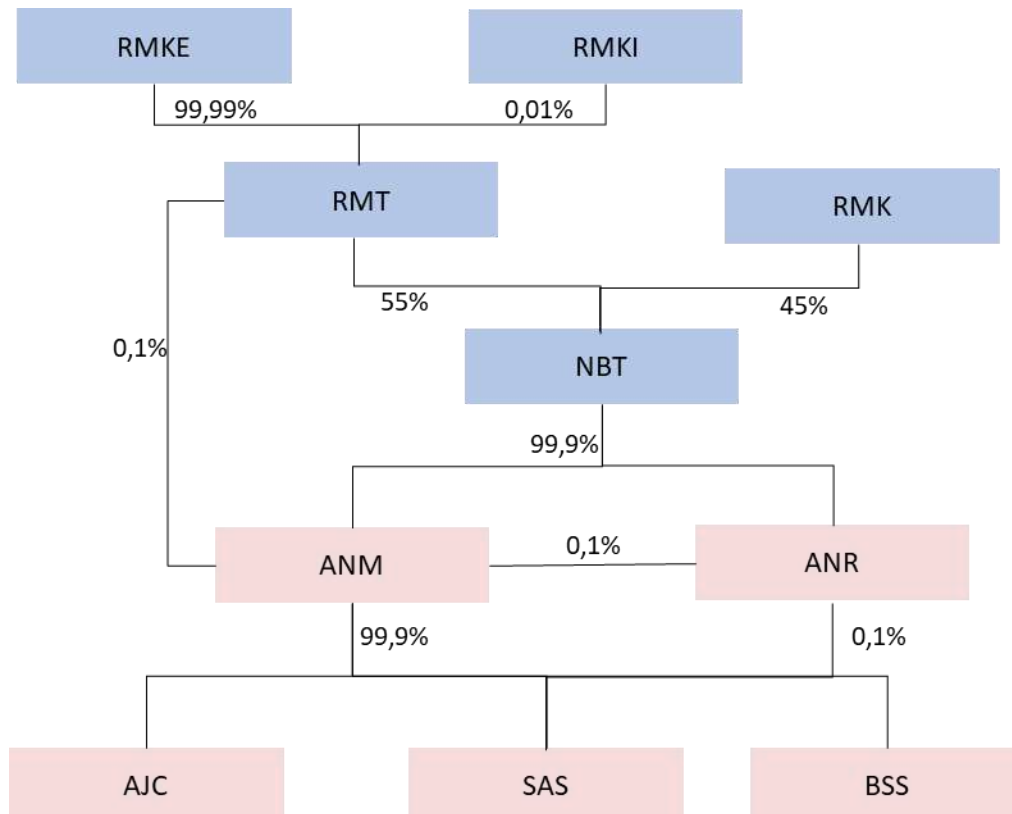 RMKE
RMKI
99,99%
0,01%
RMT
RMK
55%
45%
0,1%
NBT
99,9%
ANM
0,1%
ANR
99,9%
0,1%
AJC
SAS
BSS